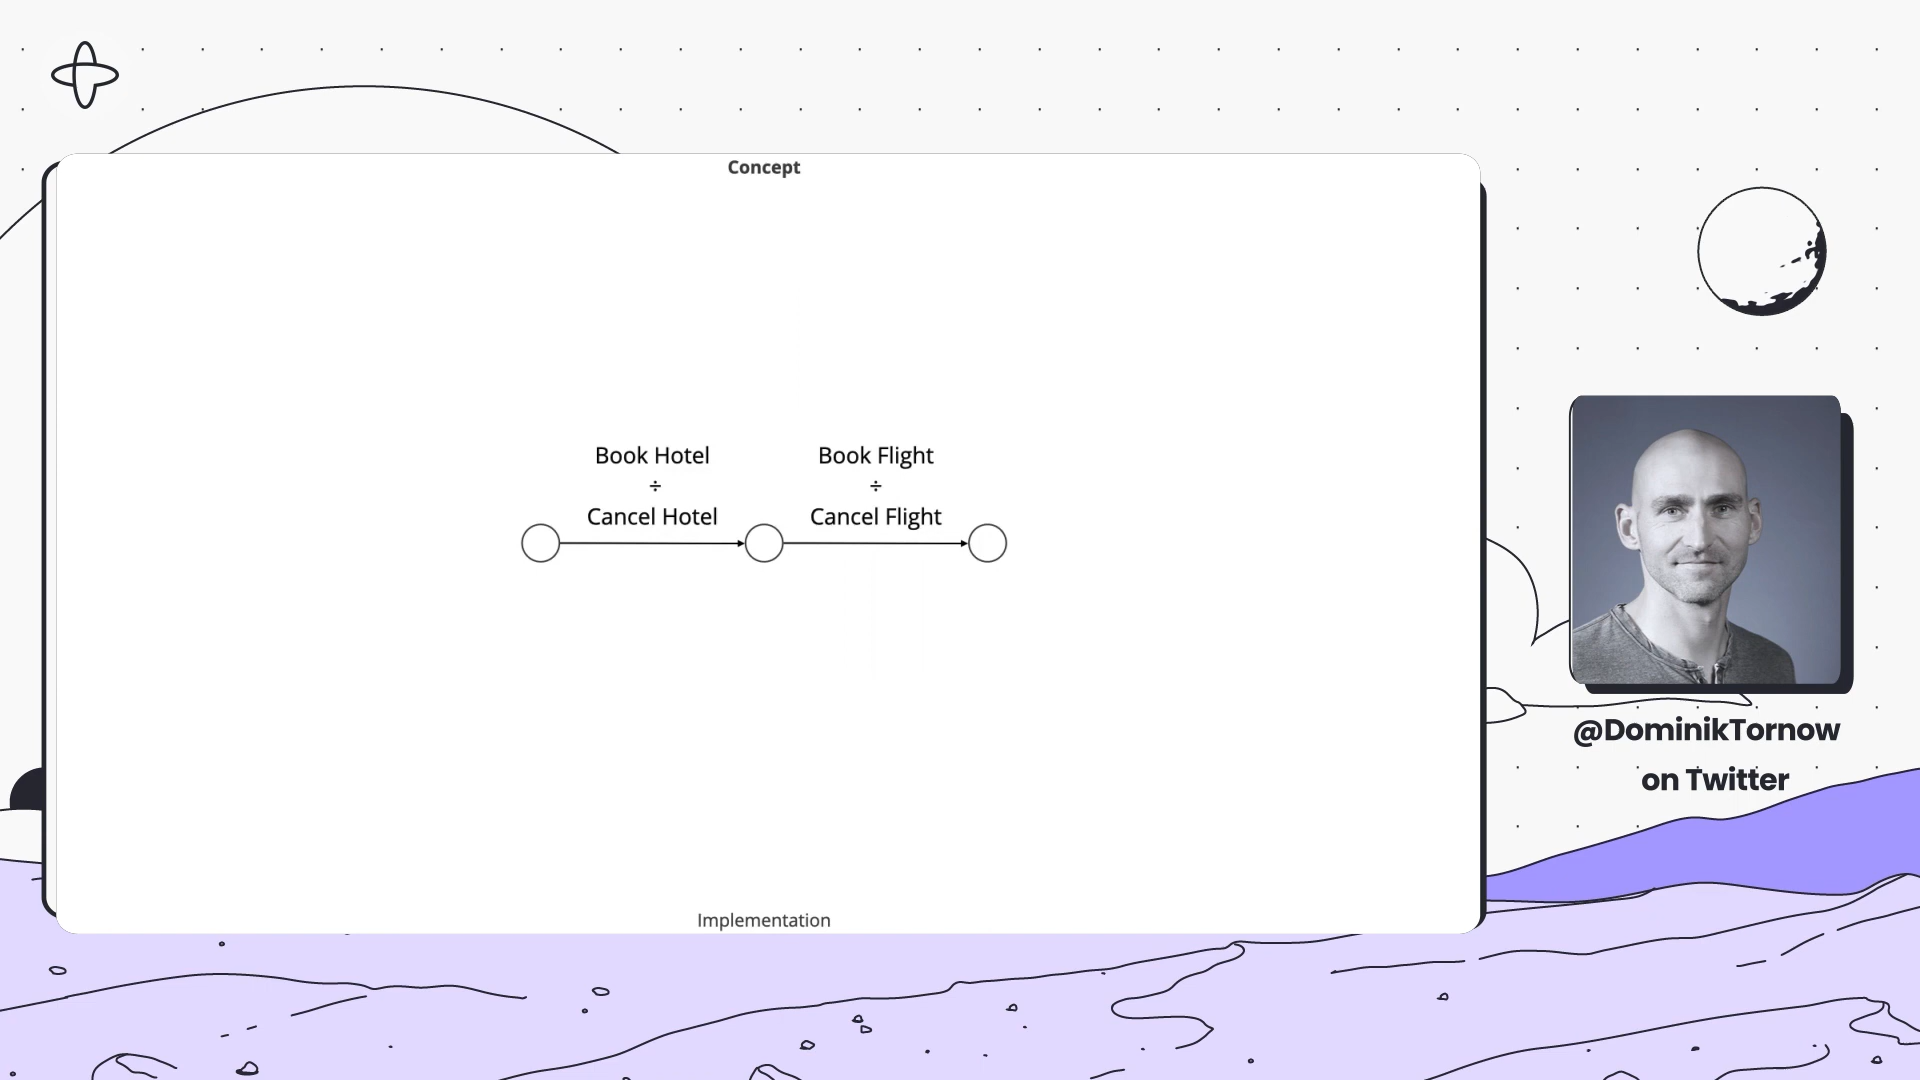 Concept
Book Hotel
÷
Cancel Hotel
Book Flight
÷
Cancel Flight
Implementation
@DominikTornow
on Twitter